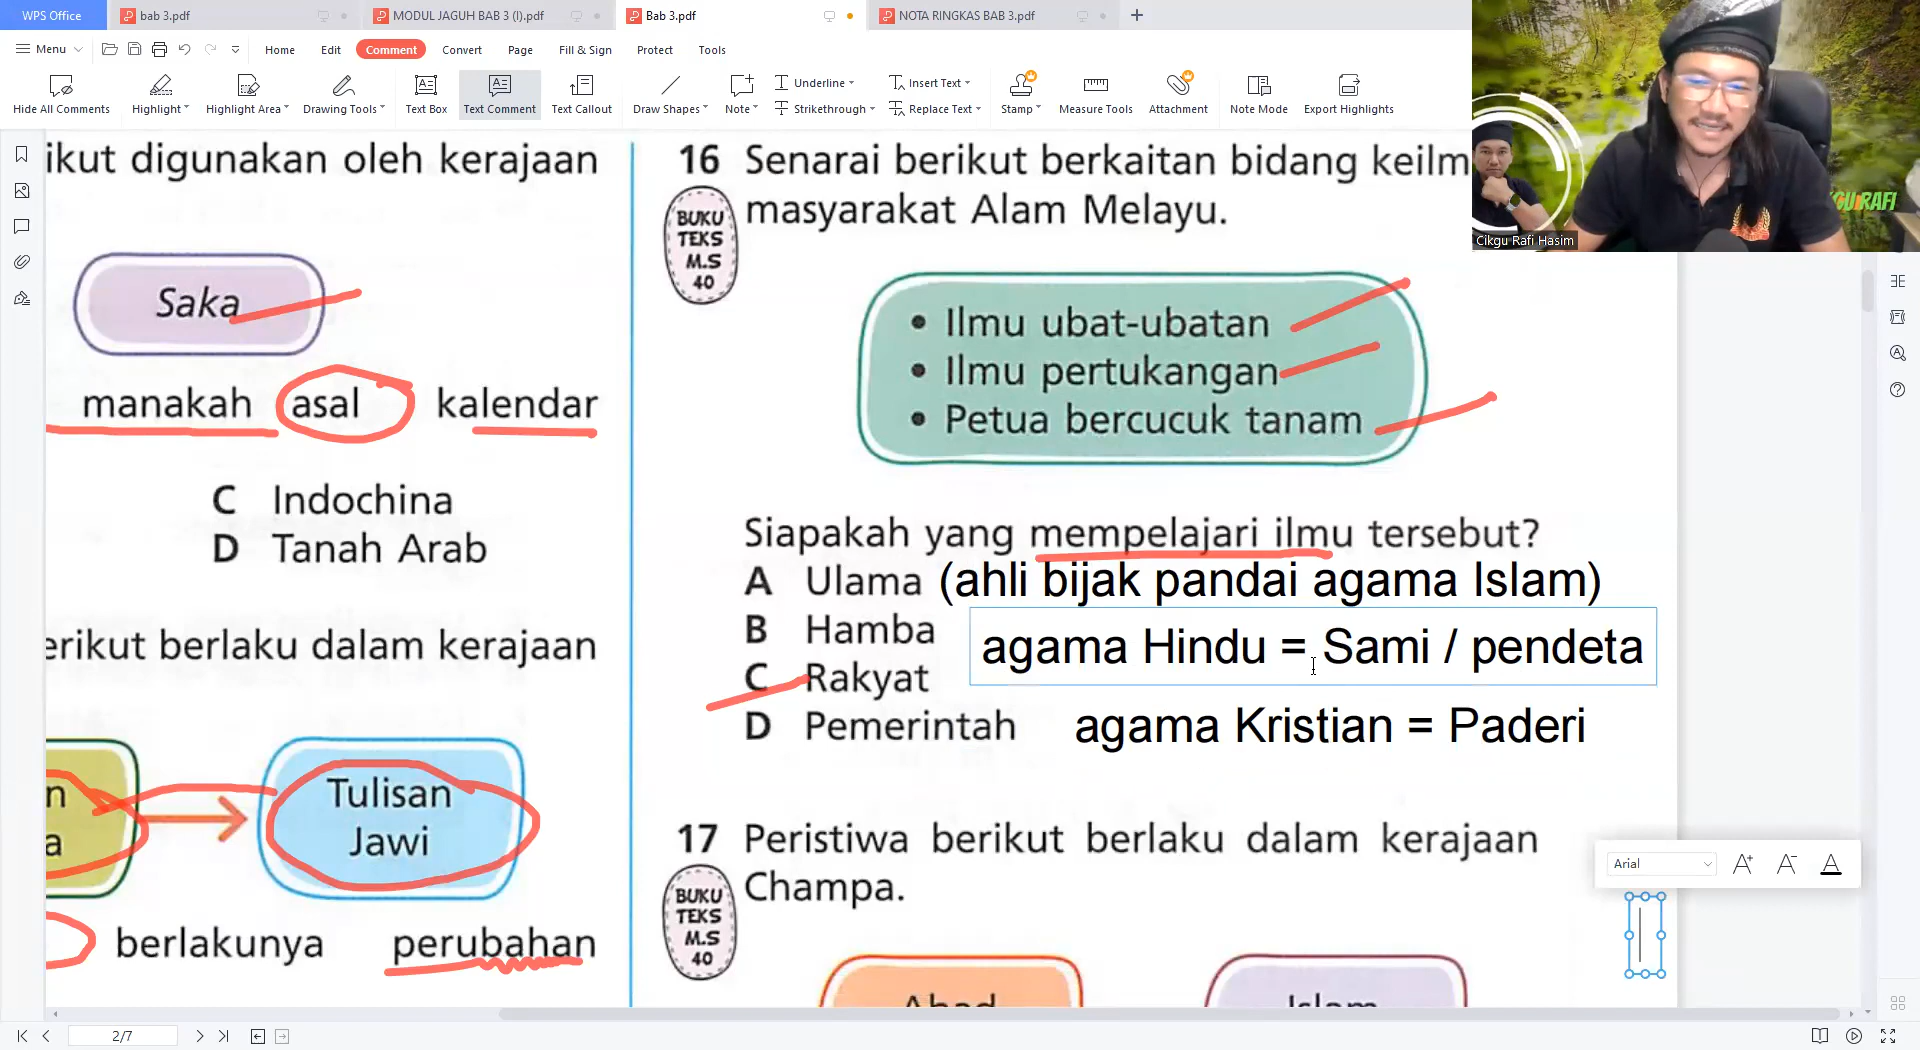 WPS Office
bab 3.pdf
MODUL JAGUH BAB 3 (I).pdf
Bab 3.pdf
NOTA RINGKAS BAB 3.pdf
Menu
Home
Edit
Comment
Convert
Page
Fill & Sign
Protect
Tools
Hide All Comments
Highlight
Highlight Area
Drawing Tools
Text Box
Text Comment
Text Callout
Draw Shapes
Note
Underline
Strikethrough
Insert Text
Replace Text
Stamp
Measure Tools
Attachment
Note Mode
Export Highlights
Cikgu Rafi Hasim
RAFI
ikut digunakan oleh kerajaan
Saka
manakah asal kalendar
C Indochina
D Tanah Arab
erikut berlaku dalam kerajaan
n
a
Tulisan
Jawi
berlakunya perubahan
16 Senarai berikut berkaitan bidang keilm
masyarakat Alam Melayu.
BUKU
TEKS
M.S
40
• Ilmu ubat-ubatan
• Ilmu pertukangan
• Petua bercucuk tanam
Siapakah yang mempelajari ilmu tersebut?
A Ulama (ahli bijak pandai agama Islam)
B Hamba
agama Hindu = Sami / pendeta
C Rakyat
D Pemerintah
agama Kristian = Paderi
17 Peristiwa berikut berlaku dalam kerajaan
Champa.
BUKU
TEKS
M.S
40
Abad
Islam
Arial
2/7